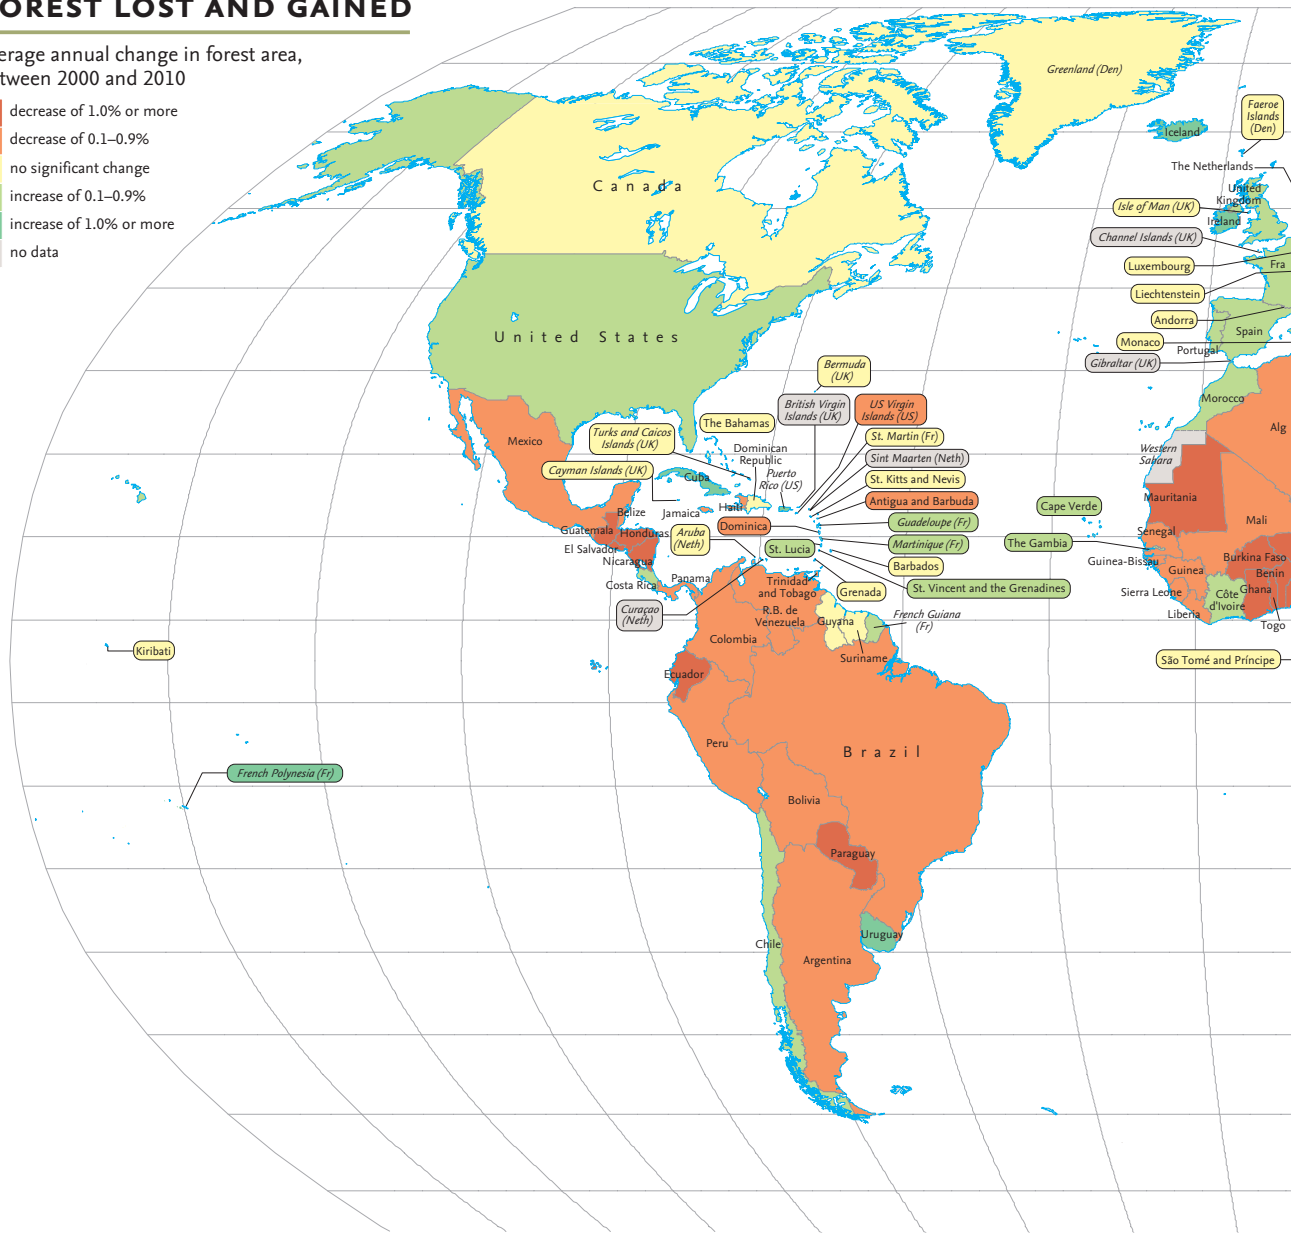 OREST LOST AND GAINED
erage annual change in forest area,
tween 2000 and 2010
decrease of 1.0% or more
decrease of 0.1–0.9%
no significant change
increase of 0.1–0.9%
increase of 1.0% or more
no data
Greenland (Den)
Faeroe
Islands
(Den)
Iceland
The Netherlands
United
Kingdom
Isle of Man (UK)
Ireland
Channel Islands (UK)
Luxembourg
Fra
Liechtenstein
Andorra
Spain
Monaco
Portugal
Gibraltar (UK)
Canada
United States
Bermuda
(UK)
British Virgin
Islands (UK)
US Virgin
Islands (US)
The Bahamas
Turks and Caicos
Islands (UK)
Cayman Islands (UK)
Dominican
Republic
Puerto
Rico (US)
St. Martin (Fr)
Sint Maarten (Neth)
St. Kitts and Nevis
Antigua and Barbuda
Guadeloupe (Fr)
Martinique (Fr)
Barbados
St. Vincent and the Grenadines
Grenada
Mexico
Cuba
Belize
Jamaica
Haiti
Guatemala
Honduras
El Salvador
Nicaragua
Costa Rica
Panama
Aruba
(Neth)
Dominica
St. Lucia
Curaçao
(Neth)
Trinidad
and Tobago
R.B. de
Venezuela
Guyana
French Guiana
(Fr)
Suriname
Colombia
Ecuador
Peru
Brazil
Bolivia
Paraguay
Uruguay
Chile
Argentina
Kiribati
French Polynesia (Fr)
Morocco
Alg
Western
Sahara
Mauritania
Cape Verde
Mali
Senegal
The Gambia
Guinea-Bissau
Burkina Faso
Guinea
Benin
Sierra Leone
Côte
d'Ivoire
Ghana
Liberia
Togo
São Tomé and Príncipe